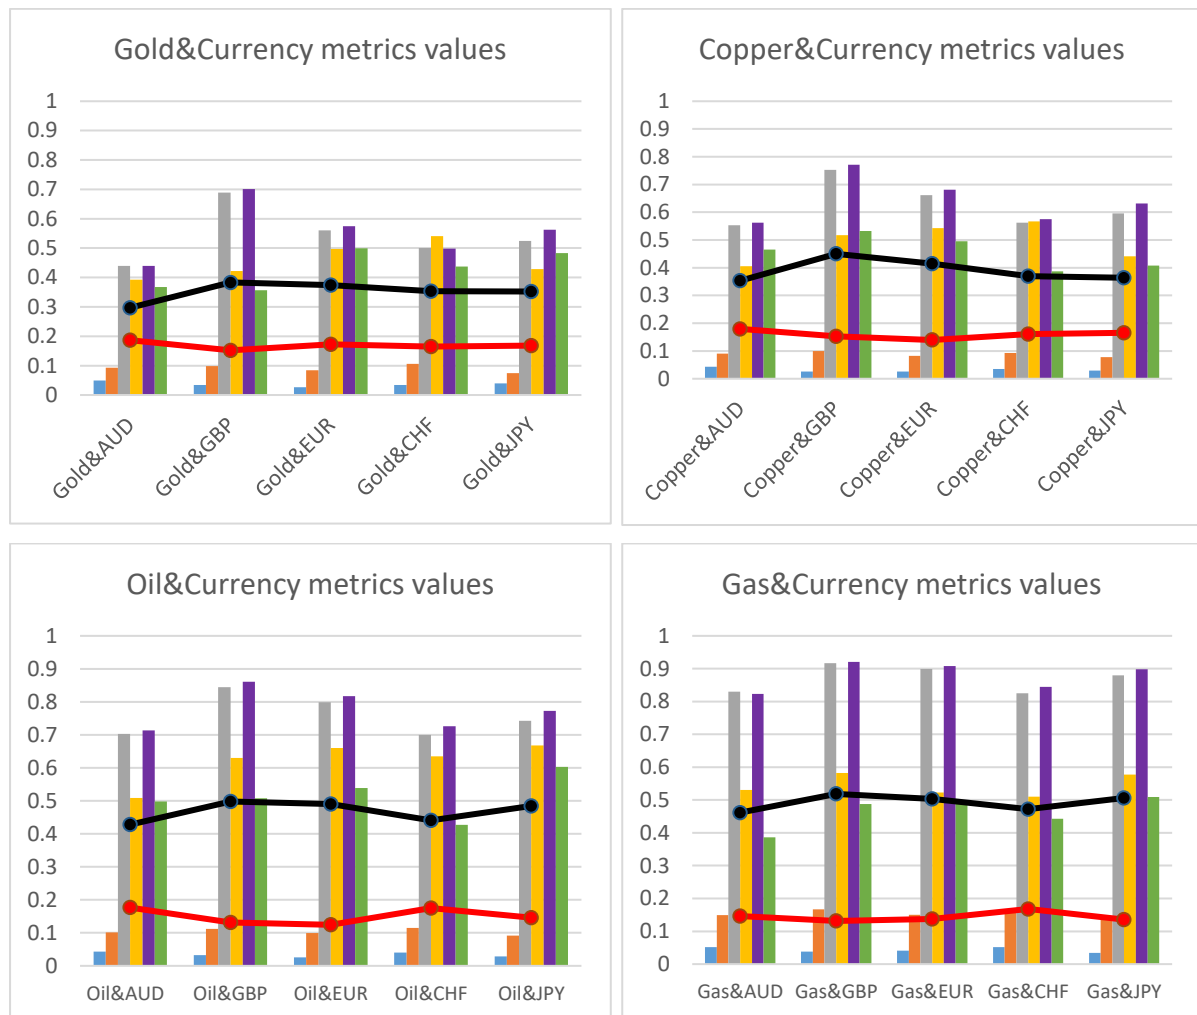 Gold&Currency metrics values
1
0.9
0.8
0.7
0.6
0.5
0.4
0.3
0.2
0.1
0
Gold&AUD
Gold&GBP
Gold&EUR
Gold&CHF
Gold&JPY
Copper&Currency metrics values
1
0.9
0.8
0.7
0.6
0.5
0.4
0.3
0.2
0.1
0
Copper&AUD
Copper&GBP
Copper&EUR
Copper&CHF
Copper&JPY
Oil&Currency metrics values
1
0.9
0.8
0.7
0.6
0.5
0.4
0.3
0.2
0.1
0
Oil&AUD Oil&GBP Oil&EUR Oil&CHF Oil&JPY
Gas&Currency metrics values
1
0.9
0.8
0.7
0.6
0.5
0.4
0.3
0.2
0.1
0
Gas&AUD Gas&GBP Gas&EUR Gas&CHF Gas&JPY